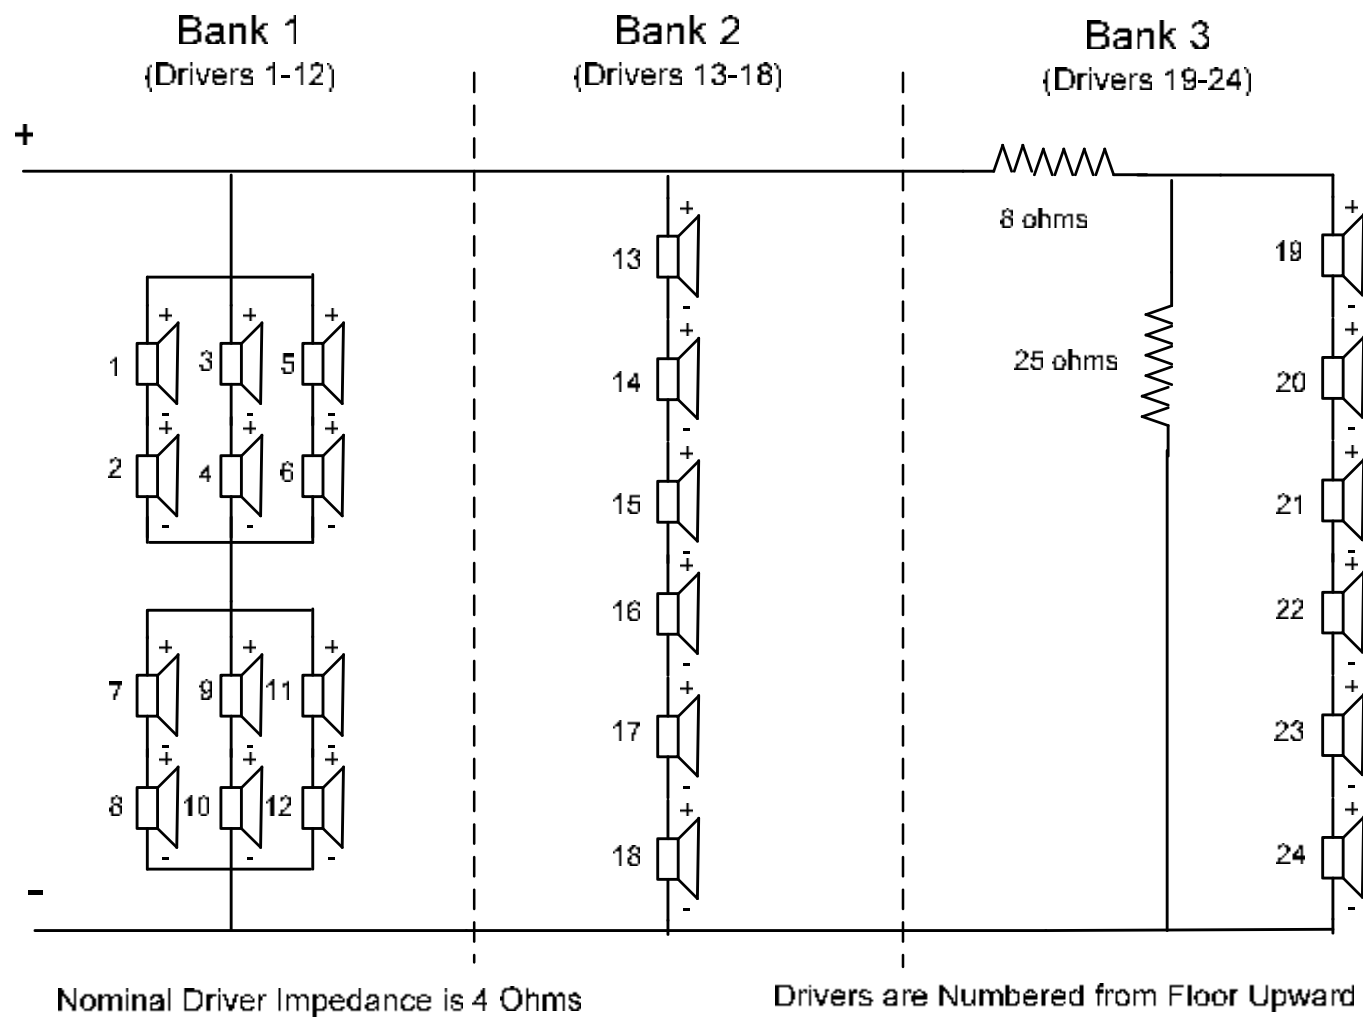 Bank 1
(Drivers 1-12)
Bank 2
(Drivers 13-18)
Bank 3
(Drivers 19-24)
+
8 ohms
25 ohms
+ + +
1 3 5
- - -
+ + +
2 4 6
- - -
+ + +
7 9 11
- - -
+ + +
8 10 12
- - -
+
13
-
+
14
-
+
15
-
+
16
-
+
17
-
+
18
-
+
19
-
+
20
-
+
21
-
+
22
-
+
23
-
+
24
-
-
Nominal Driver Impedance is 4 Ohms
Drivers are Numbered from Floor Upward